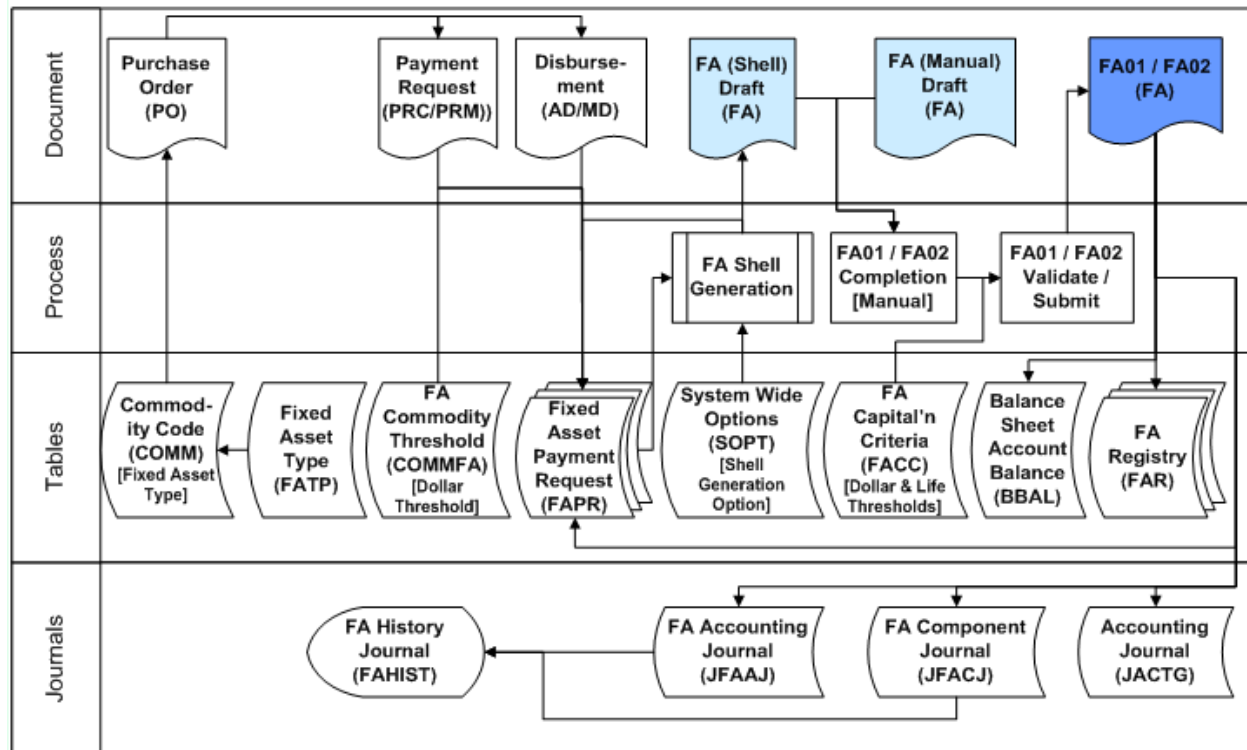 Document
Purchase
Order
(PO)
Payment
Request
(PRC/PRM))
Disburse-
ment
(AD/MD)
FA (Shell)
Draft
(FA)
FA (Manual)
Draft
(FA)
FA01 / FA02
(FA)
Process
FA Shell
Generation
FA01 / FA02
Completion
[Manual]
FA01 / FA02
Validate /
Submit
Tables
Commod-
ity Code
(COMM)
[Fixed Asset
Type]
Fixed
Asset
Type
(FATP)
FA
Commodity
Threshold
(COMMFA)
[Dollar
Threshold]
Fixed
Asset
Payment
Request
(FAPR)
System Wide
Options
(SOPT)
[Shell
Generation
Option]
FA
Capital'n
Criteria
(FACC)
[Dollar & Life
Thresholds]
Balance
Sheet
Account
Balance
(BBAL)
FA
Registry
(FAR)
Journals
FA History
Journal
(FAHIST)
FA Accounting
Journal
(JFAAJ)
FA Component
Journal
(JFACJ)
Accounting
Journal
(JACTG)